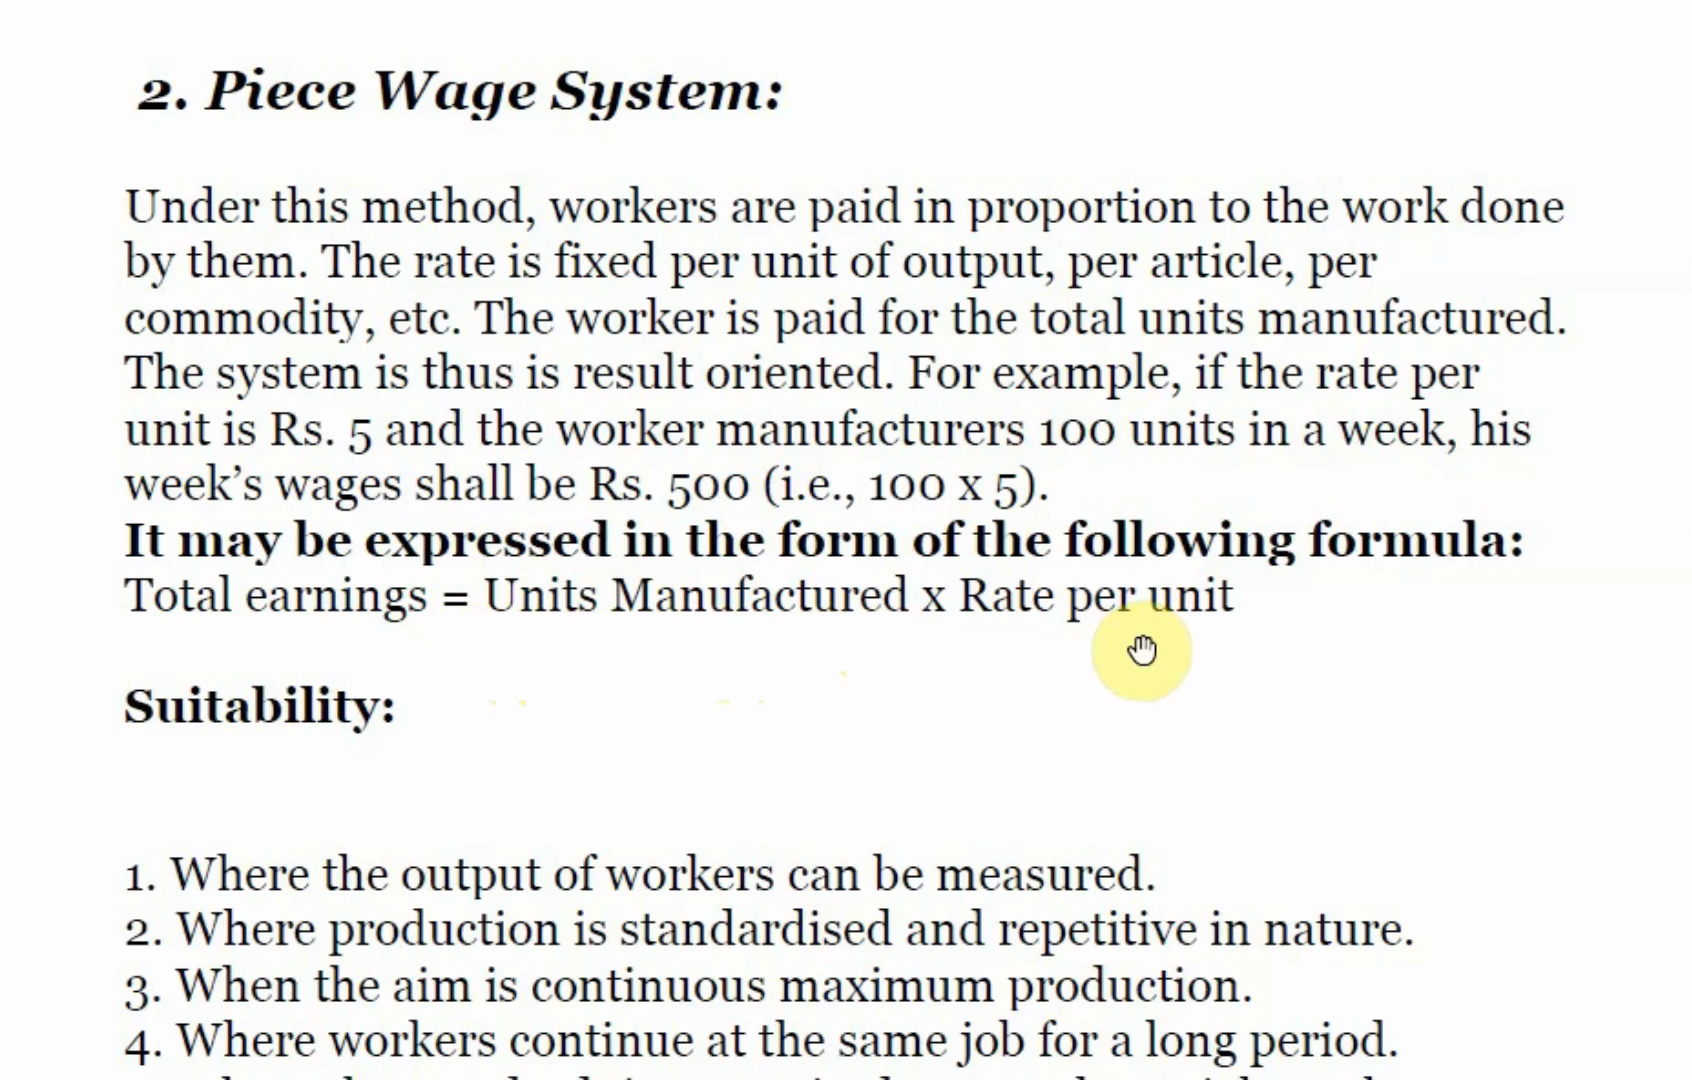 2. Piece Wage System:
Under this method, workers are paid in proportion to the work done
by them. The rate is fixed per unit of output, per article, per
commodity, etc. The worker is paid for the total units manufactured.
The system is thus is result oriented. For example, if the rate per
unit is Rs. 5 and the worker manufacturers 100 units in a week, his
week’s wages shall be Rs. 500 (i.e., 100 x 5).
It may be expressed in the form of the following formula:
Total earnings = Units Manufactured x Rate per unit
Suitability:
1. Where the output of workers can be measured.
2. Where production is standardised and repetitive in nature.
3. When the aim is continuous maximum production.
4. Where workers continue at the same job for a long period.